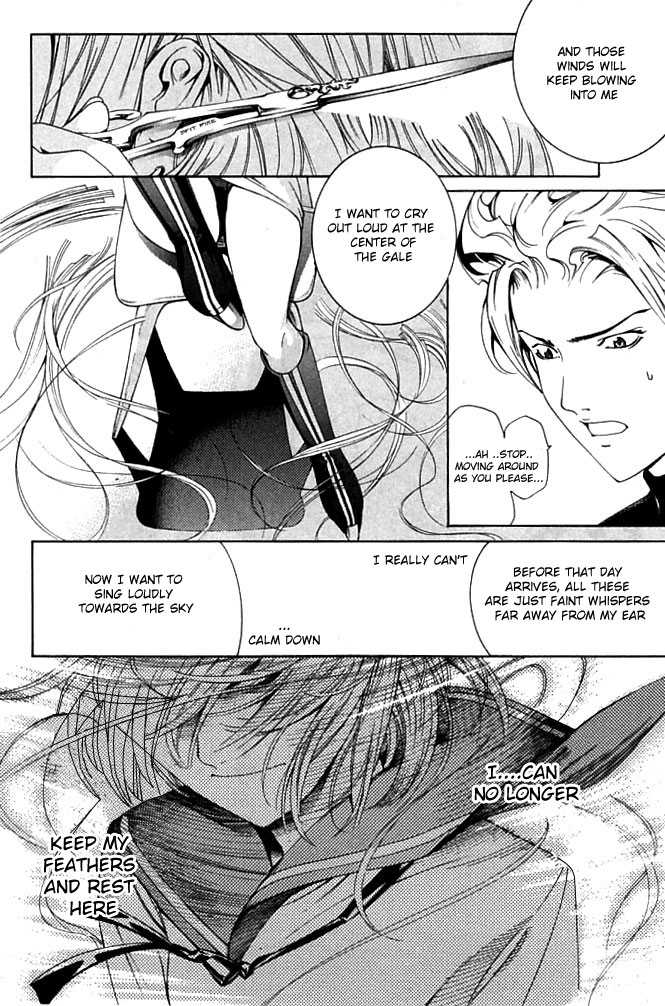 AND THOSE
WINDS WILL
KEEP BLOWING
INTO ME
SPIT FIRE
I WANT TO CRY
OUT LOUD AT THE
CENTER OF
THE GALE
...AH ..STOP..
MOVING AROUND
AS YOU PLEASE...
BEFORE THAT DAY
ARRIVES, ALL THESE
ARE JUST FAINT WHISPERS
FAR AWAY FROM MY EAR
I REALLY CAN'T
...
CALM DOWN
NOW I WANT TO
SING LOUDLY
TOWARDS THE SKY
I....CAN
NO LONGER
KEEP MY
FEATHERS
AND REST
HERE